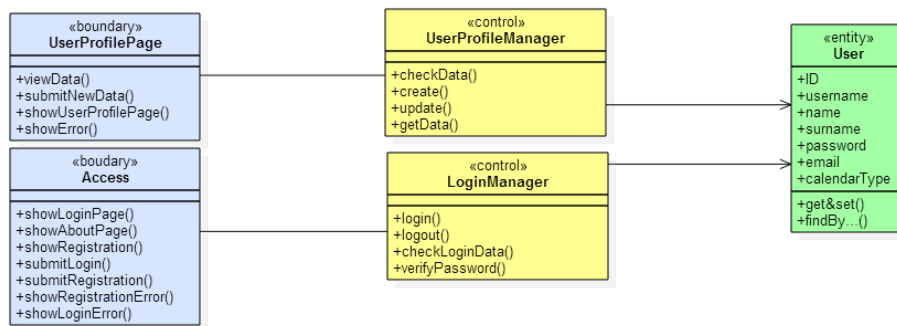 «boundary»
UserProfilePage
+viewData()
+submitNewData()
+showUserProfilePage()
+showError()
«control»
UserProfileManager
+checkData()
+create()
+update()
+getData()
«entity»
User
+ID
+username
+name
+surname
+password
+email
+calendarType
+get&set()
+findBy...()
«boudary»
Access
+showLoginPage()
+showAboutPage()
+showRegistration()
+submitLogin()
+submitRegistration()
+showRegistrationError()
+showLoginError()
«control»
LoginManager
+login()
+logout()
+checkLoginData()
+verifyPassword()